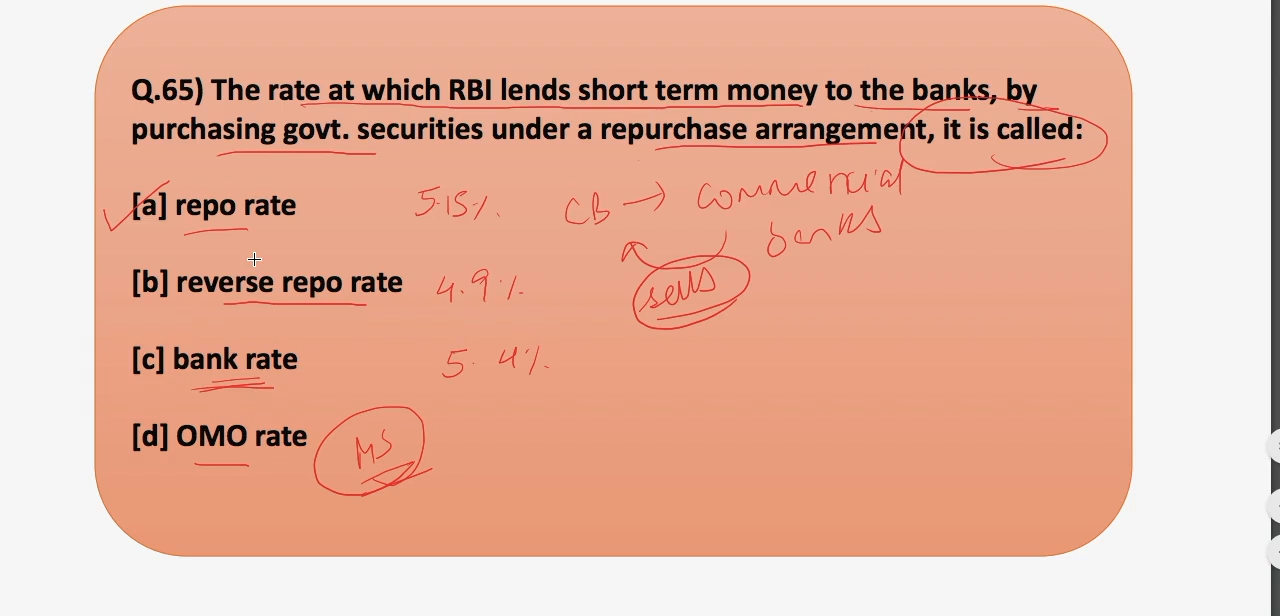 Q.65) The rate at which RBI lends short term money to the banks, by
purchasing govt. securities under a repurchase arrangement, it is called:
[a] repo rate 5.15%. CB → Commercial
banks
[b] reverse repo rate 4.9%. sells
[c] bank rate 5.4%.
[d] OMO rate MS